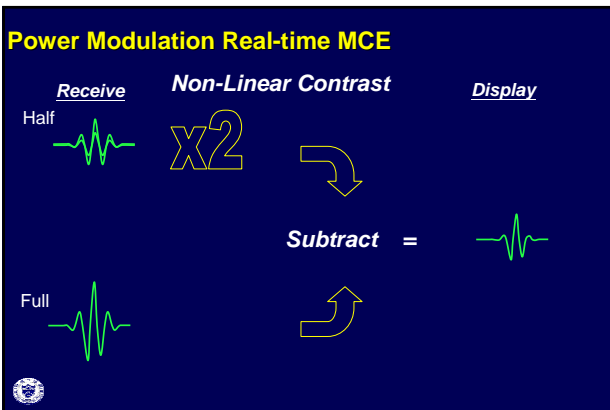 Power Modulation Real-time MCE
Non-Linear Contrast
Receive
Display
Half
x2
Subtract =
Full